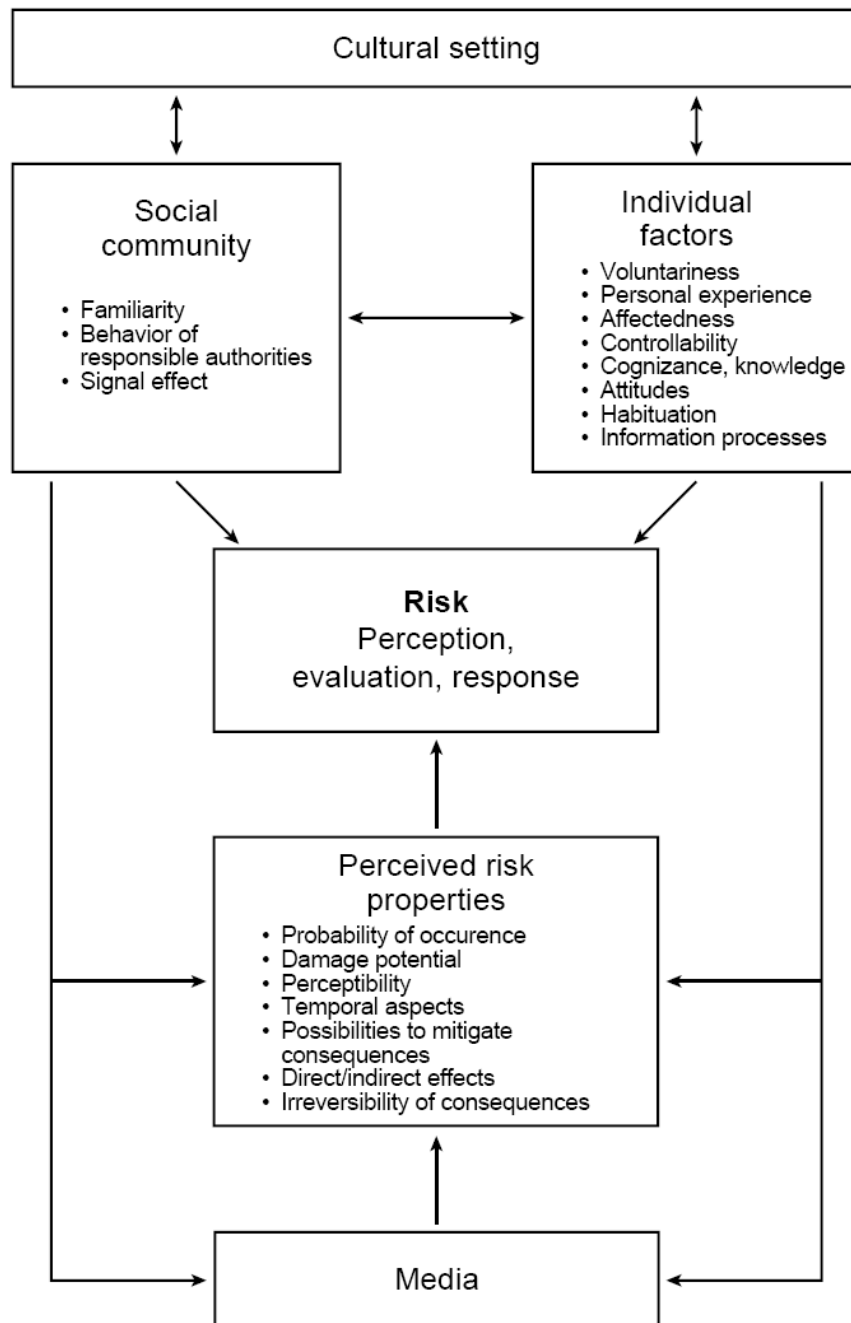 Cultural setting
Social
community
• Familiarity
• Behavior of
responsible authorities
• Signal effect
Individual
factors
• Voluntariness
• Personal experience
• Affectedness
• Controllability
• Cognizance, knowledge
• Attitudes
• Habituation
• Information processes
Risk
Perception,
evaluation, response
Perceived risk
properties
• Probability of occurence
• Damage potential
• Perceptibility
• Temporal aspects
• Possibilities to mitigate
consequences
• Direct/indirect effects
• Irreversibility of consequences
Media